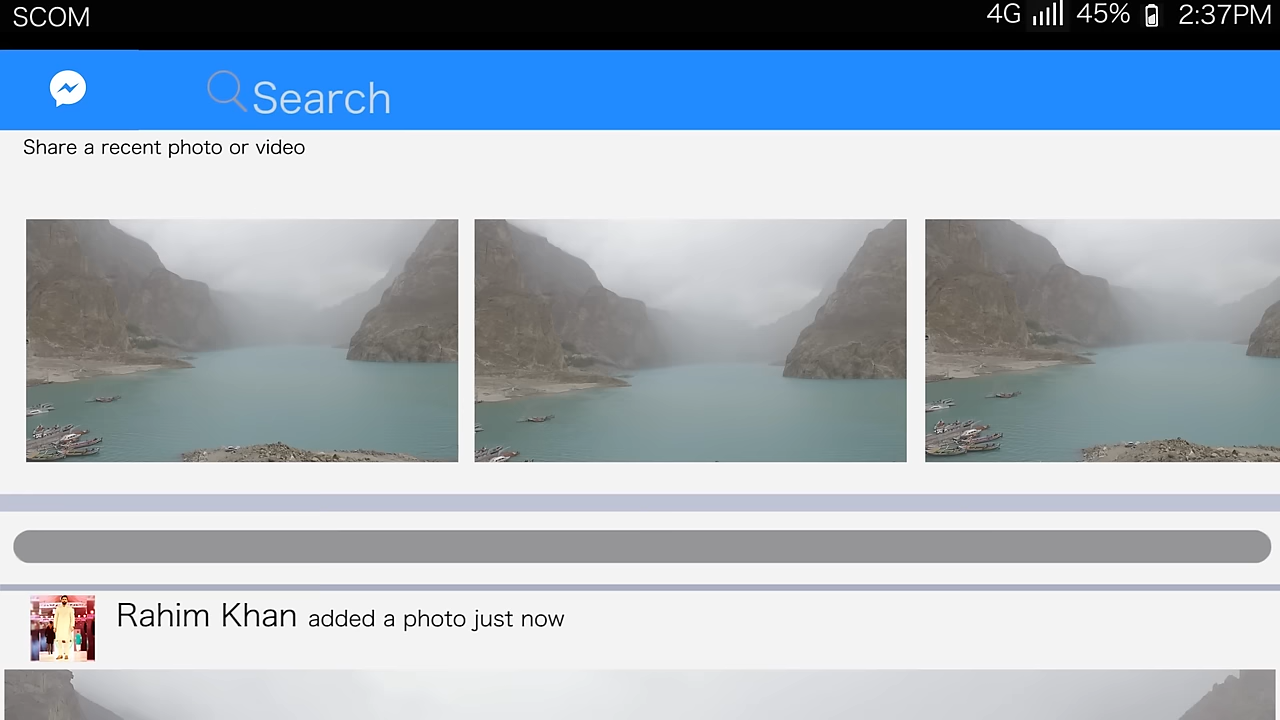 SCOM
4G 45% 2:37PM
Search
Share a recent photo or video
Rahim Khan added a photo just now